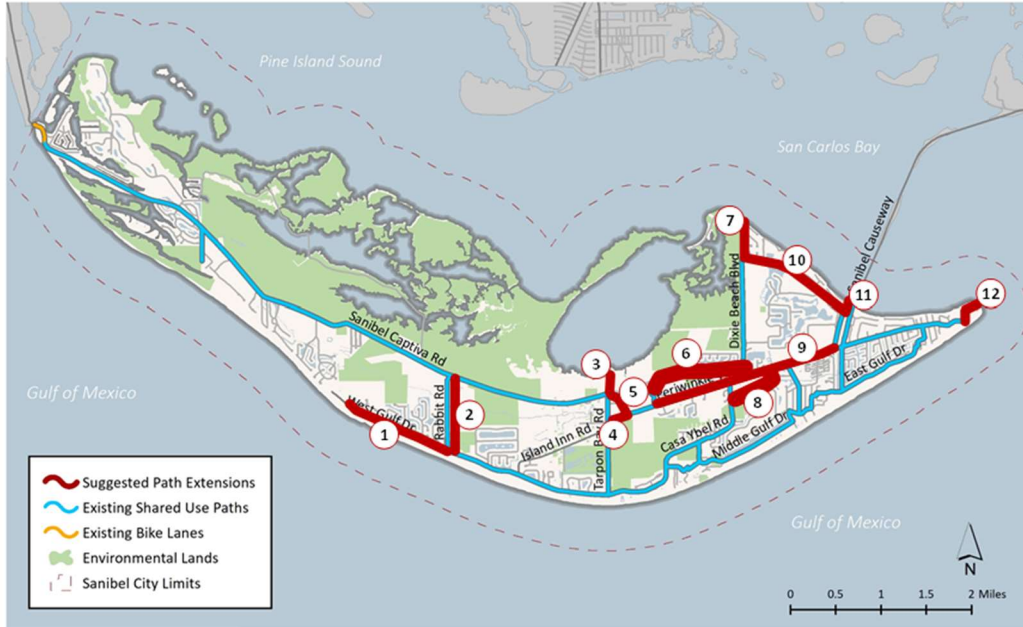 Pine Island Sound
San Carlos Bay
Sanibel Causeway
7
10
11
12
Dixie Beach Blvd
Sanibel Captiva Rd
3
6
9
5
Periwinkle
East Gulf Dr
Gulf of Mexico
Rabbit Rd
2
West Gulf Dr
1
4
8
Tarpon Bay Rd
Island Inn Rd
Casa Ybel Rd
Middle Gulf Dr
Suggested Path Extensions
Existing Shared Use Paths
Existing Bike Lanes
Environmental Lands
Sanibel City Limits
Gulf of Mexico
N
0 0.5 1 1.5 2 Miles